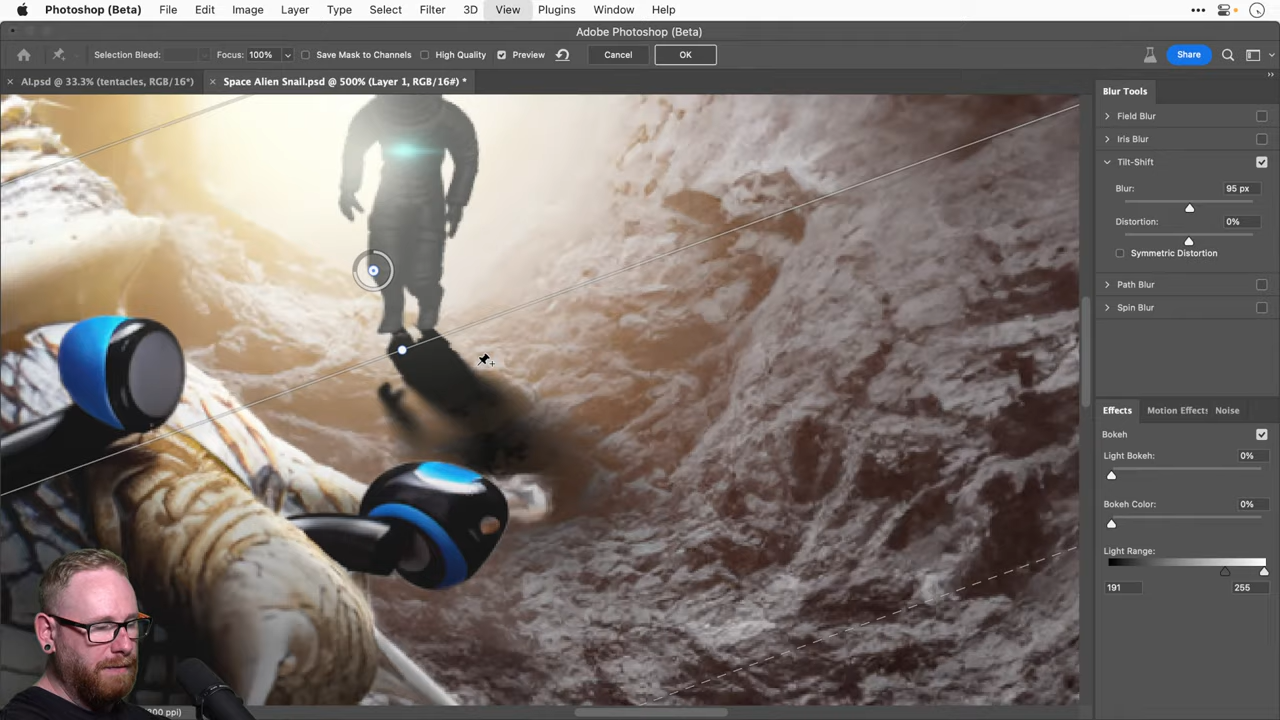 Photoshop (Beta) File Edit Image Layer Type Select Filter 3D View Plugins Window Help
Adobe Photoshop (Beta)
Selection Bleed: Focus: 100% Save Mask to Channels High Quality Preview Cancel OK Share
AI.psd @ 33.3% (tentacles, RGB/16*) Space Alien Snail.psd @ 500% (Layer 1, RGB/16#) *
Blur Tools
Field Blur
Iris Blur
Tilt-Shift
Blur: 95 px
Distortion: 0%
Symmetric Distortion
Path Blur
Spin Blur
Effects Motion Effects Noise
Bokeh
Light Bokeh: 0%
Bokeh Color: 0%
Light Range:
191 255
ppi)